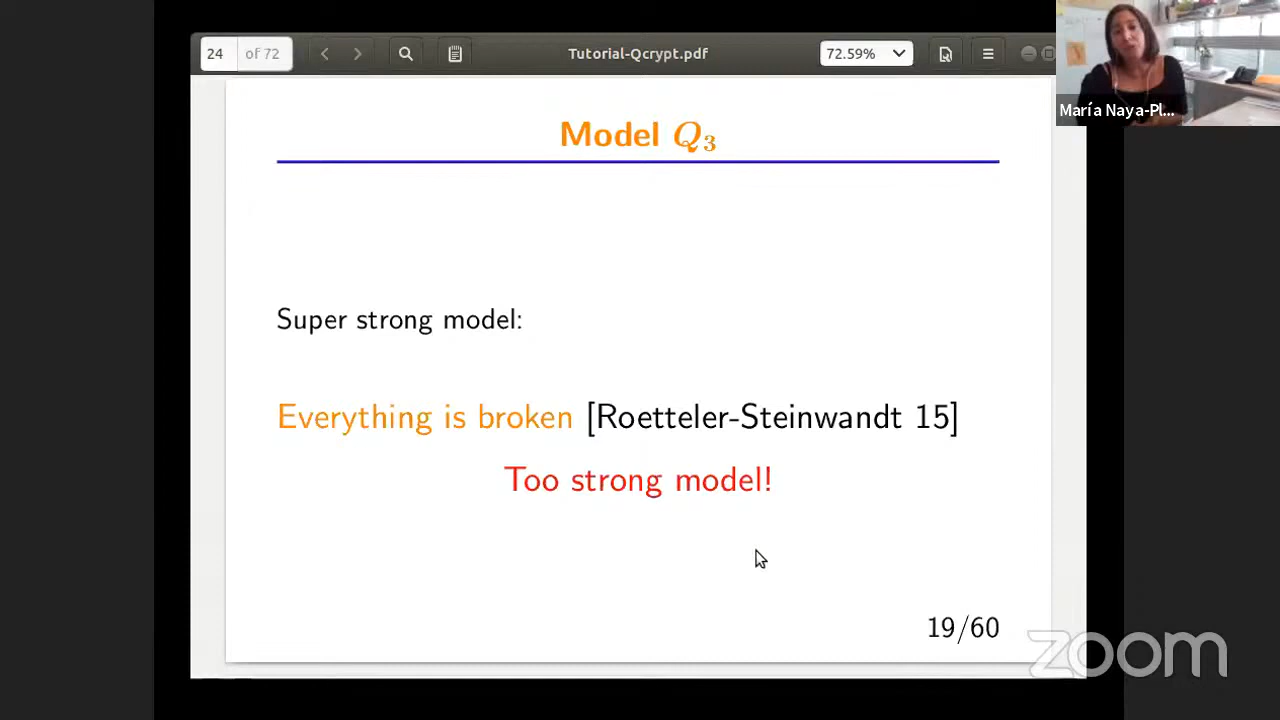 24 of 72
Tutorial-Qcrypt.pdf
72.59%
María Naya-Pl...
Model Q₃
Super strong model:
Everything is broken [Roetteler-Steinwandt 15]
Too strong model!
19/60
zoom